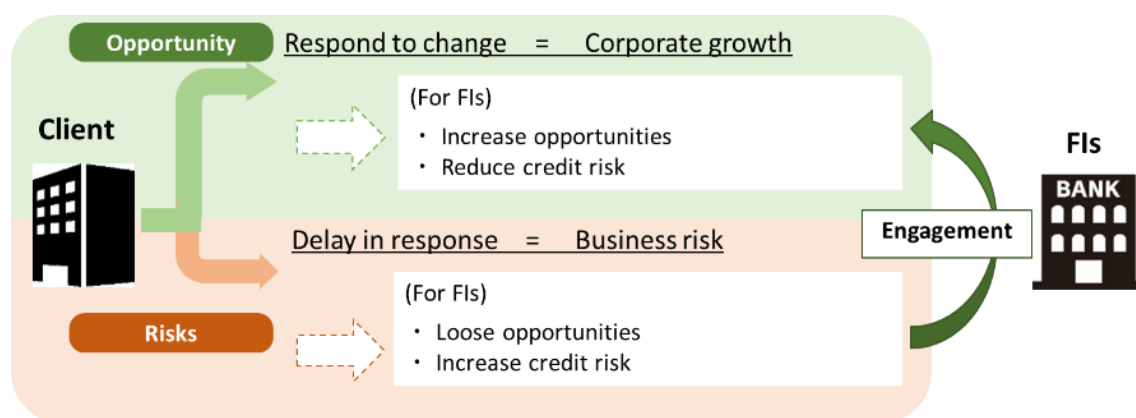 Opportunity
Respond to change = Corporate growth
(For FIs)
・ Increase opportunities
・ Reduce credit risk
Client
FIs
BANK
Engagement
Delay in response = Business risk
(For FIs)
・ Loose opportunities
・ Increase credit risk
Risks